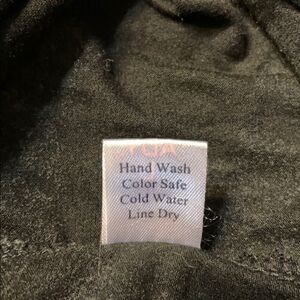 Hand Wash
Color Safe
Cold Water
Line Dry